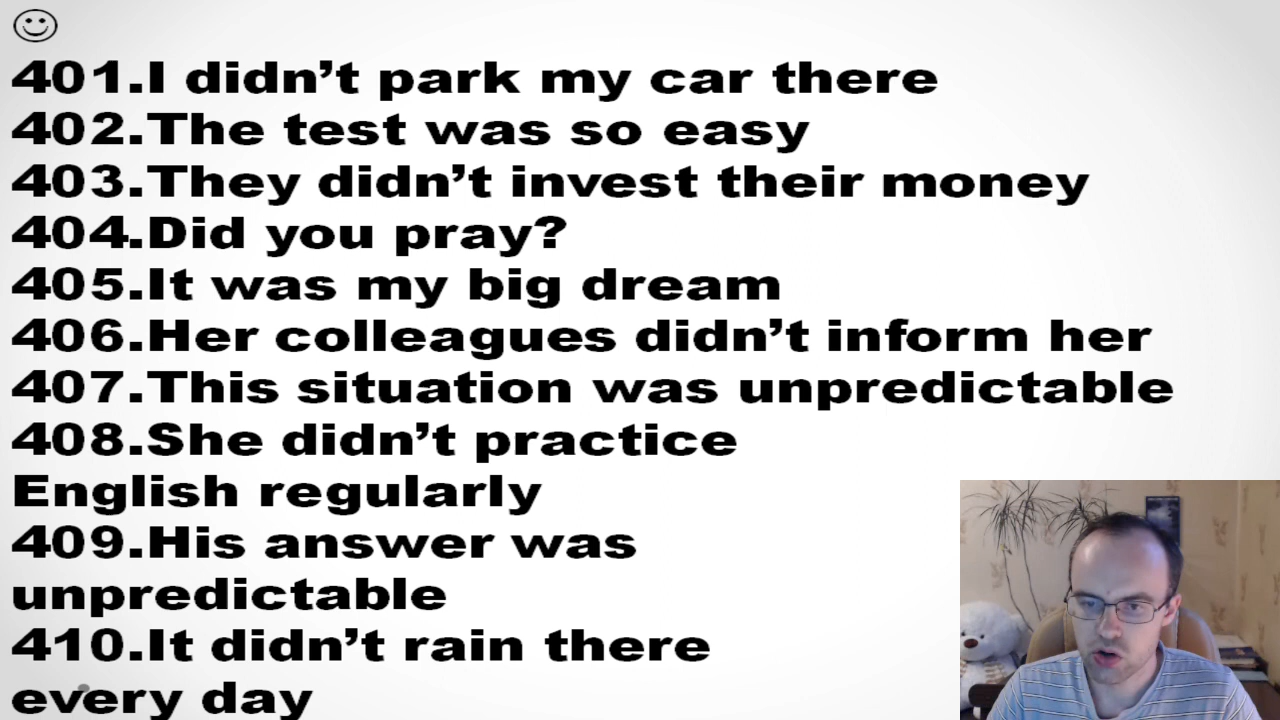 401.I didn’t park my car there
402.The test was so easy
403.They didn’t invest their money
404.Did you pray?
405.It was my big dream
406.Her colleagues didn’t inform her
407.This situation was unpredictable
408.She didn’t practice
English regularly
409.His answer was
unpredictable
410.It didn’t rain there
every day